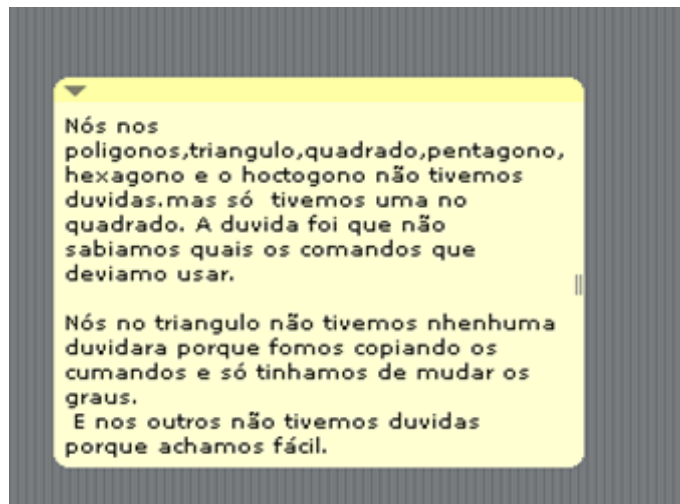 Nós nos
poligonos,triangulo,quadrado,pentagono,
hexagono e o hoctogono não tivemos
duvidas.mas só  tivemos uma no
quadrado. A duvida foi que não
sabiamos quais os comandos que
deviamo usar.

Nós no triangulo não tivemos nhenhuma
duvidara porque fomos copiando os
cumandos e só tinhamos de mudar os
graus.
 E nos outros não tivemos duvidas
porque achamos fácil.